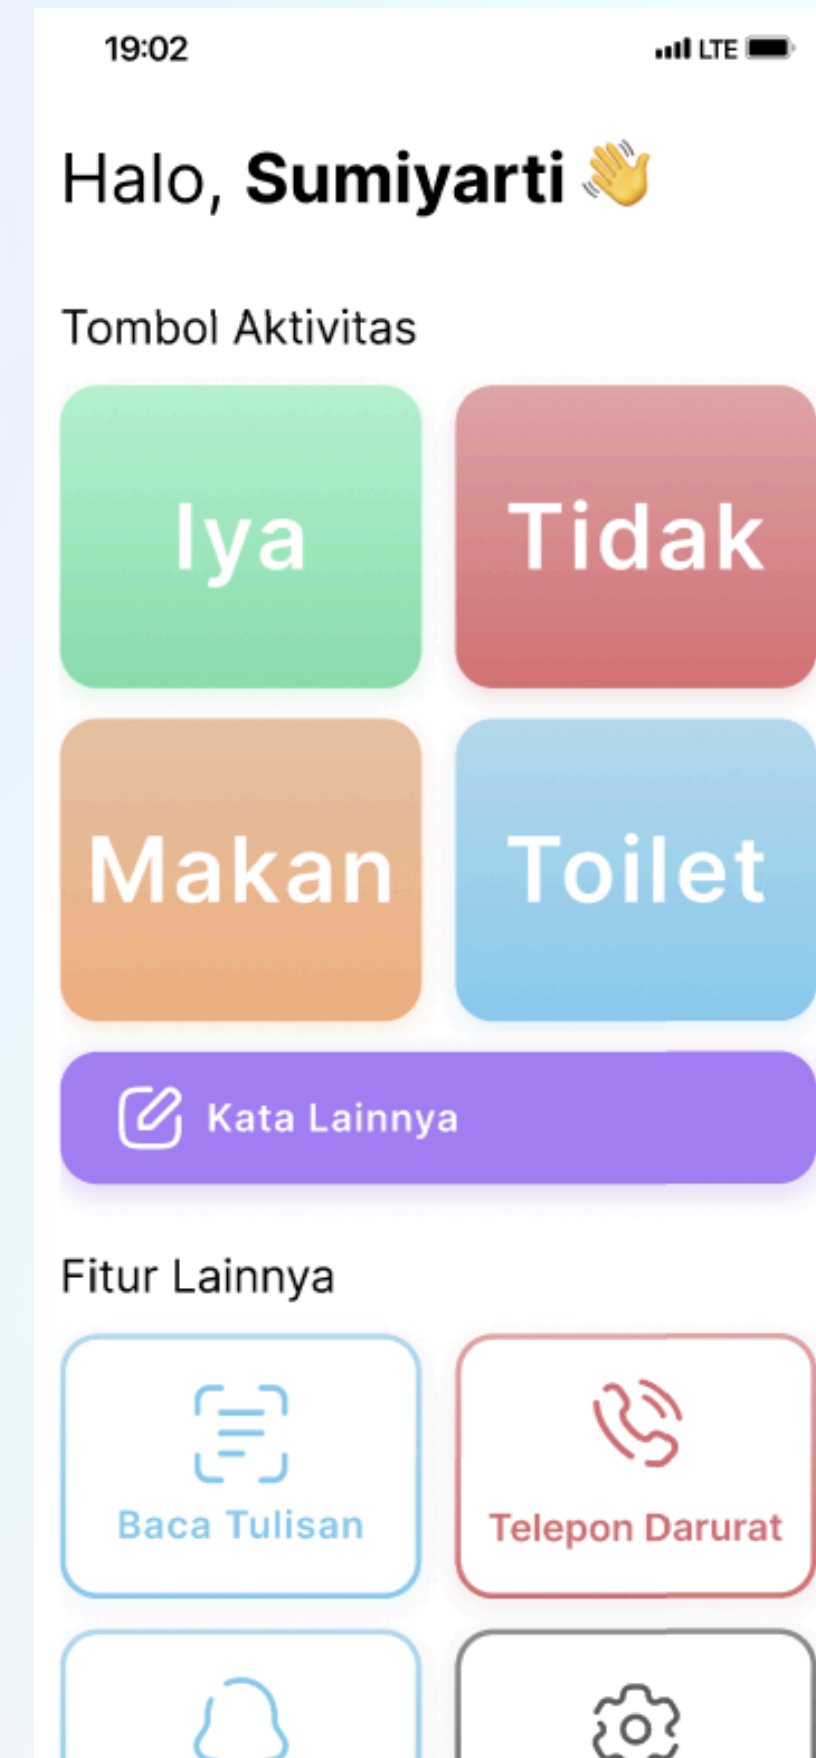 19:02 LTE
Halo, Sumiyarti 👋
Tombol Aktivitas
Iya
Tidak
Makan
Toilet
Kata Lainnya
Fitur Lainnya
Baca Tulisan
Telepon Darurat